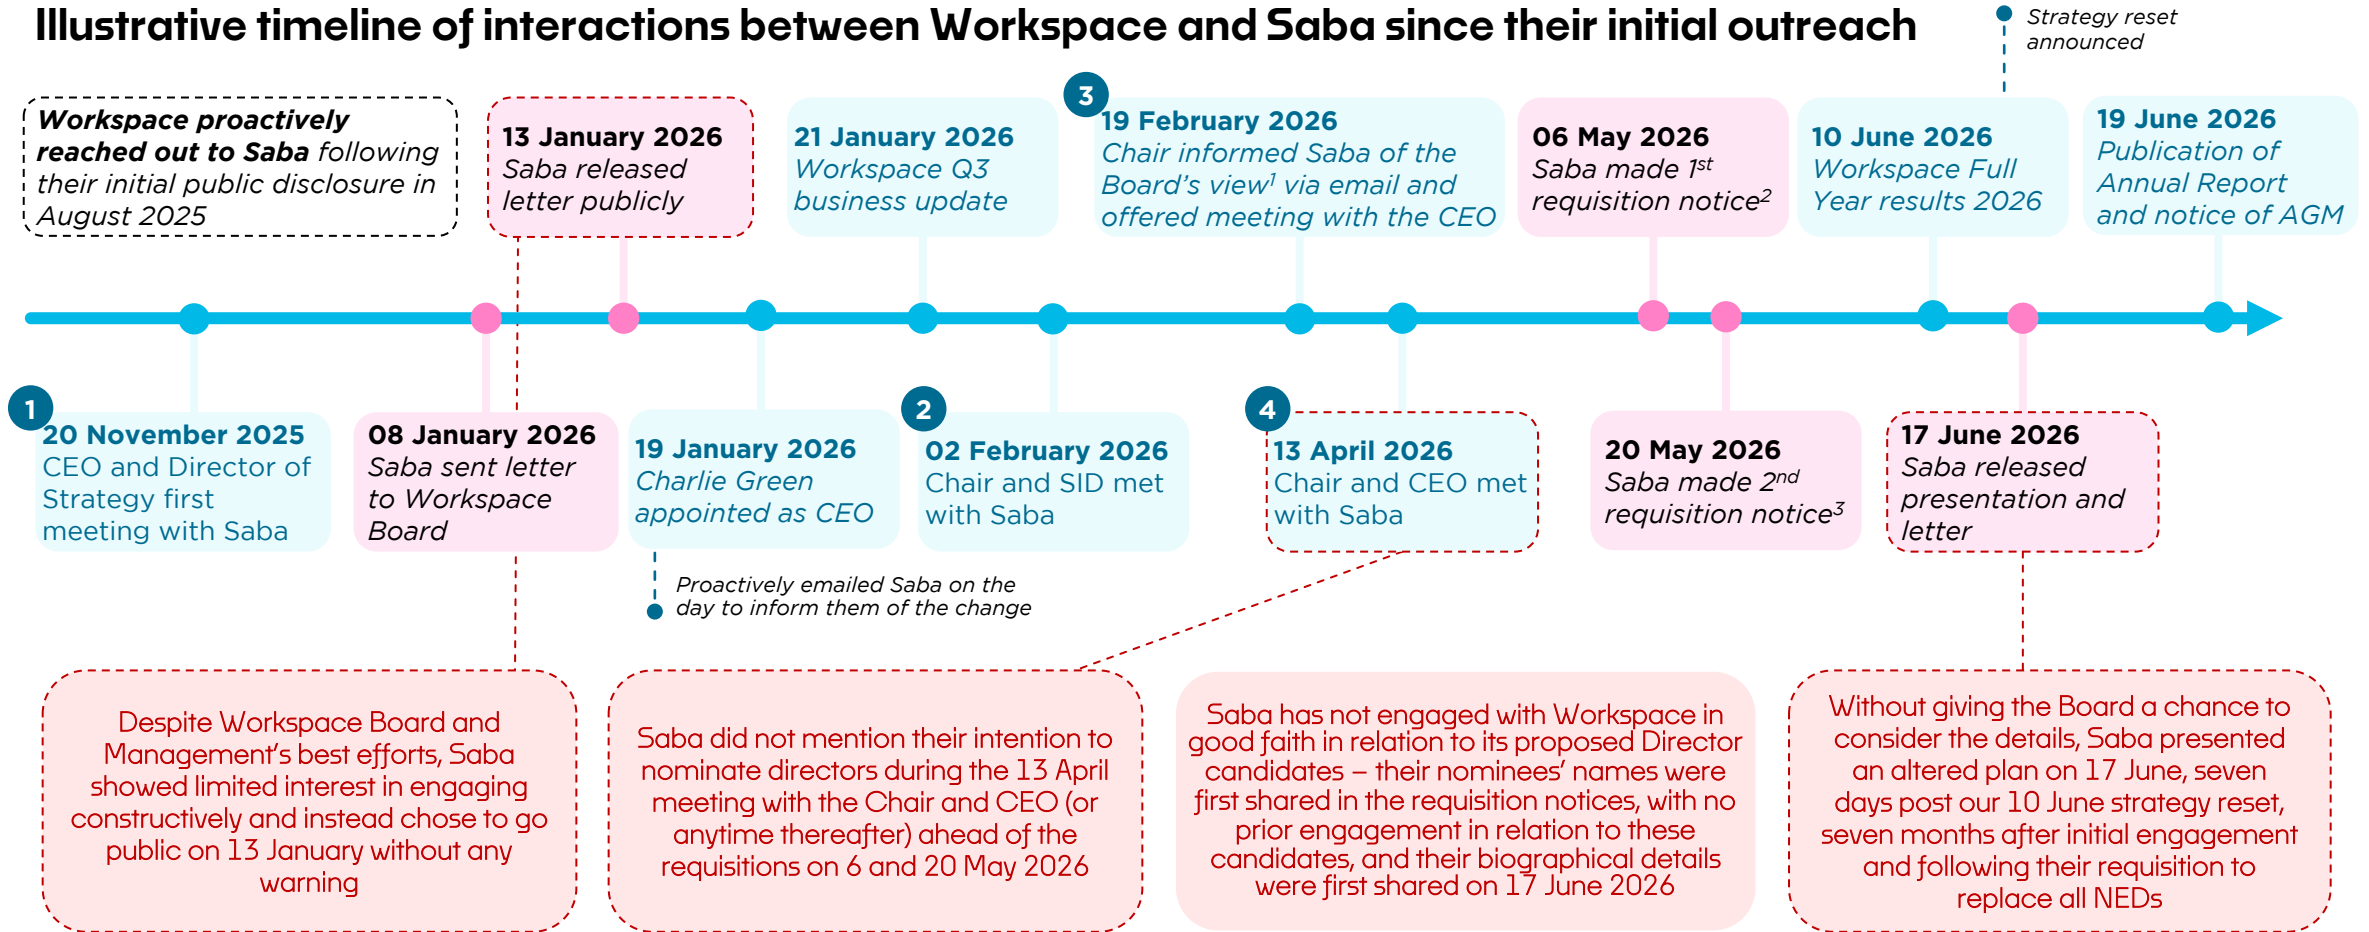 Illustrative timeline of interactions between Workspace and Saba since their initial outreach
Strategy reset
announced
Workspace proactively
reached out to Saba following
their initial public disclosure in
August 2025
13 January 2026
Saba released
letter publicly
21 January 2026
Workspace Q3
business update
3
19 February 2026
Chair informed Saba of the
Board's view¹ via email and
offered meeting with the CEO
06 May 2026
Saba made 1ˢᵗ
requisition notice²
10 June 2026
Workspace Full
Year results 2026
19 June 2026
Publication of
Annual Report
and notice of AGM
1
20 November 2025
CEO and Director of
Strategy first
meeting with Saba
08 January 2026
Saba sent letter
to Workspace
Board
19 January 2026
Charlie Green
appointed as CEO
Proactively emailed Saba on the
day to inform them of the change
2
02 February 2026
Chair and SID met
with Saba
4
13 April 2026
Chair and CEO met
with Saba
20 May 2026
Saba made 2ⁿᵈ
requisition notice³
17 June 2026
Saba released
presentation and
letter
Despite Workspace Board and
Management's best efforts, Saba
showed limited interest in engaging
constructively and instead chose to go
public on 13 January without any
warning
Saba did not mention their intention to
nominate directors during the 13 April
meeting with the Chair and CEO (or
anytime thereafter) ahead of the
requisitions on 6 and 20 May 2026
Saba has not engaged with Workspace in
good faith in relation to its proposed Director
candidates – their nominees' names were
first shared in the requisition notices, with no
prior engagement in relation to these
candidates, and their biographical details
were first shared on 17 June 2026
Without giving the Board a chance to
consider the details, Saba presented
an altered plan on 17 June, seven
days post our 10 June strategy reset,
seven months after initial engagement
and following their requisition to
replace all NEDs